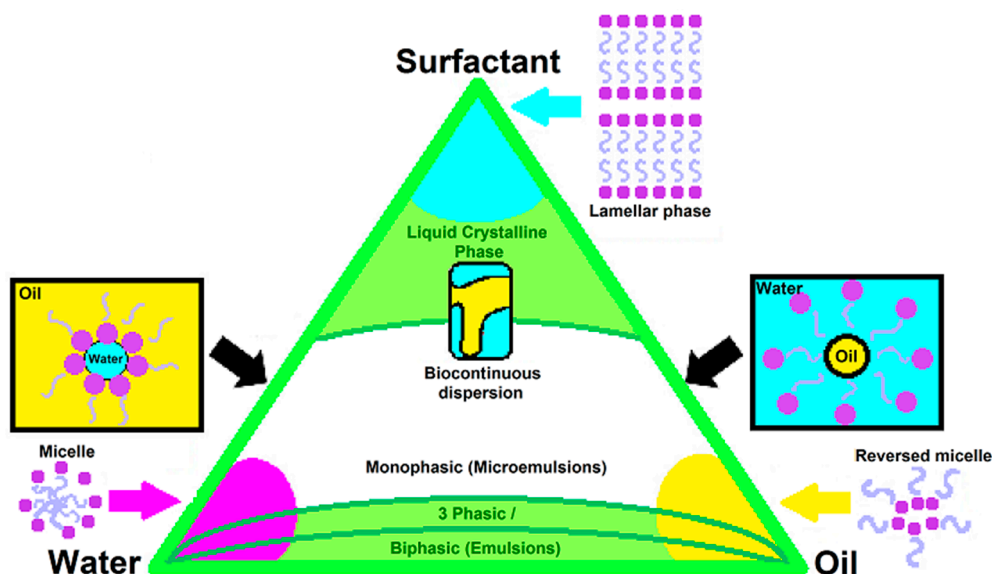 Surfactant
Lamellar phase
Liquid Crystalline
Phase
Oil
Water
Water
Oil
Biocontinuous
dispersion
Micelle
Monophasic (Microemulsions)
Reversed micelle
3 Phasic /
Biphasic (Emulsions)
Water
Oil